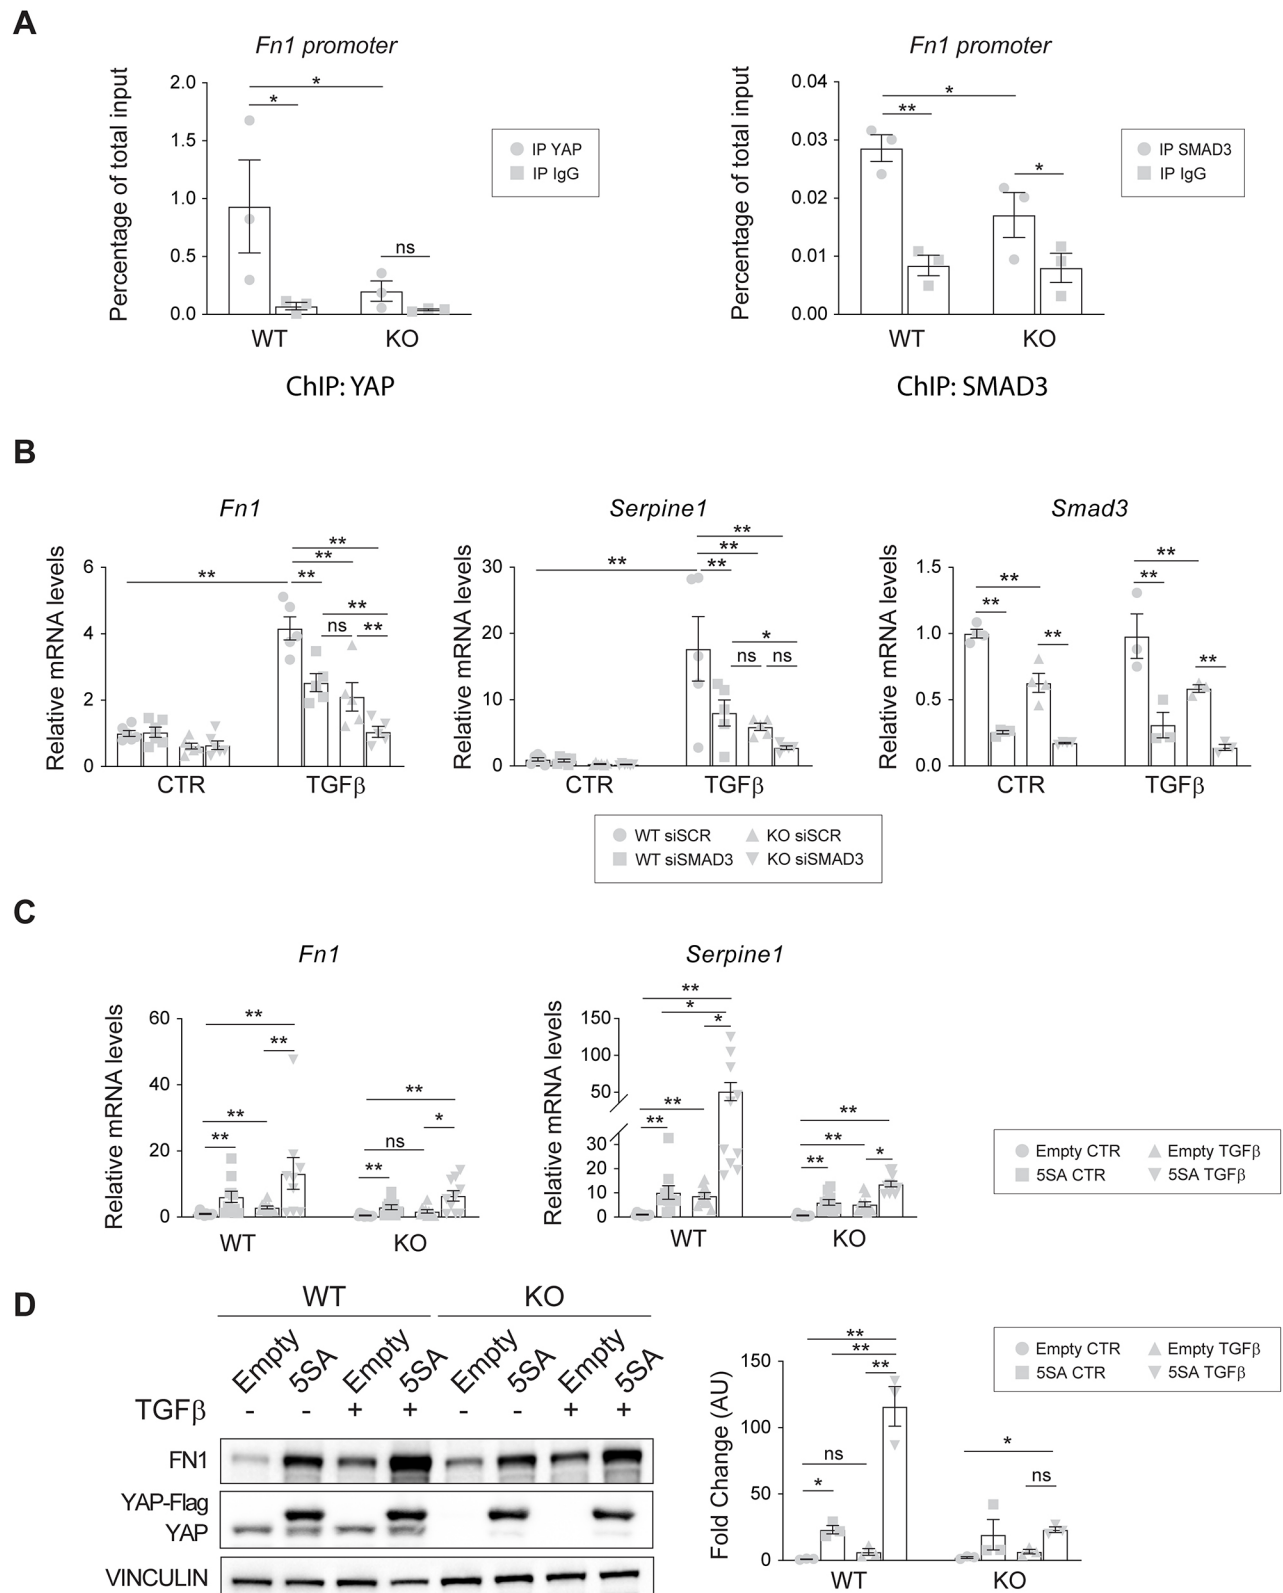 A
Fn1 promoter
Percentage of total input
2.0
1.5
1.0
0.5
0.0
*
*
ns
WT
KO
IP YAP
IP IgG
ChIP: YAP
Fn1 promoter
Percentage of total input
0.04
0.03
0.02
0.01
0.00
*
**
*
WT
KO
IP SMAD3
IP IgG
ChIP: SMAD3
B
Fn1
Relative mRNA levels
6
4
2
0
**
**
**
**
**
ns
**
CTR
TGFβ
Serpine1
Relative mRNA levels
30
20
10
0
**
**
**
**
*
ns
ns
CTR
TGFβ
Smad3
Relative mRNA levels
1.5
1.0
0.5
0.0
**
**
**
**
**
**
CTR
TGFβ
WT siSCR
KO siSCR
WT siSMAD3
KO siSMAD3
C
Fn1
Relative mRNA levels
60
40
20
0
**
**
**
**
**
*
ns
**
WT
KO
Serpine1
Relative mRNA levels
150
100
50
30
20
10
0
**
*
*
**
**
**
**
**
*
WT
KO
Empty CTR
Empty TGFβ
5SA CTR
5SA TGFβ
D
WT
KO
Empty
5SA
Empty
5SA
Empty
5SA
Empty
5SA
TGFβ - - + + - - + +
FN1
YAP-Flag
YAP
VINCULIN
Fold Change (AU)
150
100
50
0
**
**
**
ns
*
*
ns
WT
KO
Empty CTR
Empty TGFβ
5SA CTR
5SA TGFβ